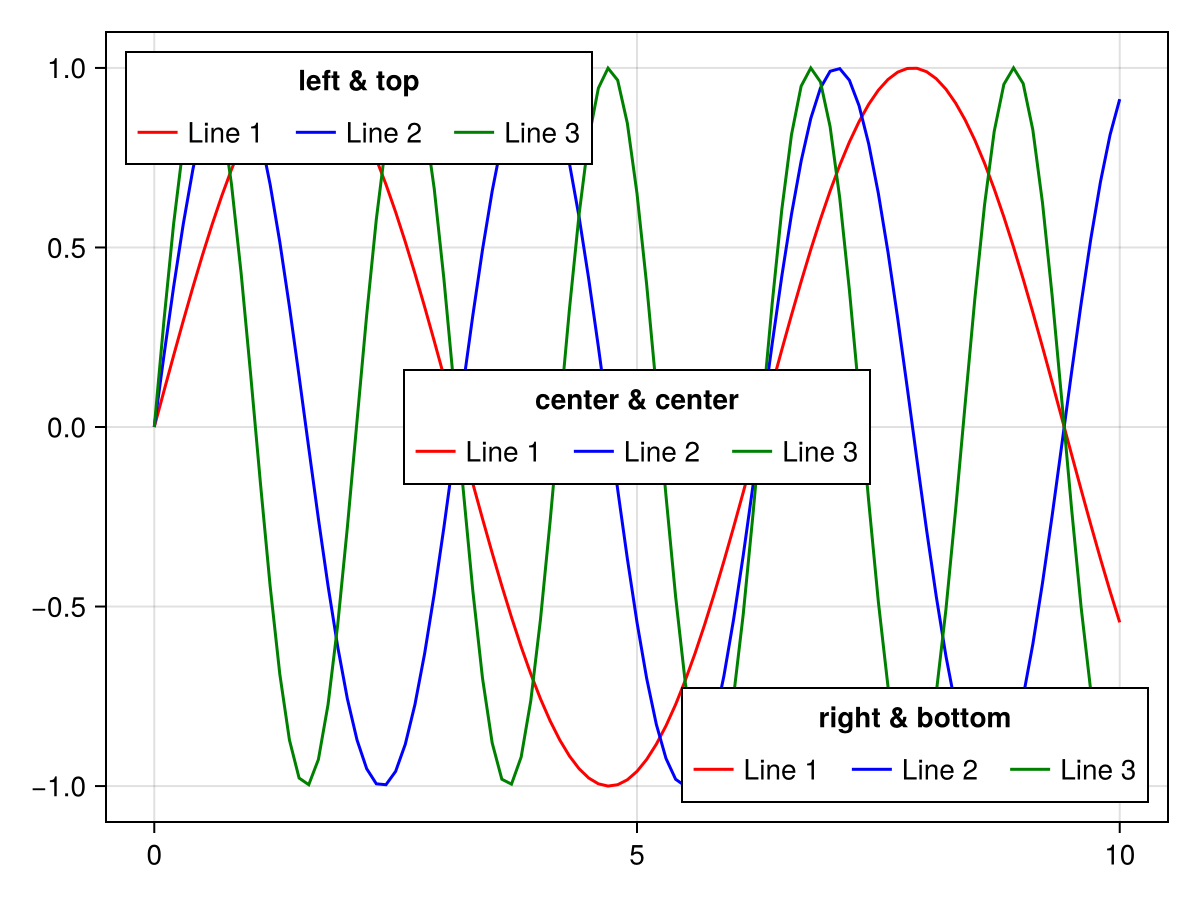 left & top
Line 1 Line 2 Line 3
1.0
0.5
center & center
Line 1 Line 2 Line 3
0.0
−0.5
right & bottom
Line 1 Line 2 Line 3
−1.0
0 5 10